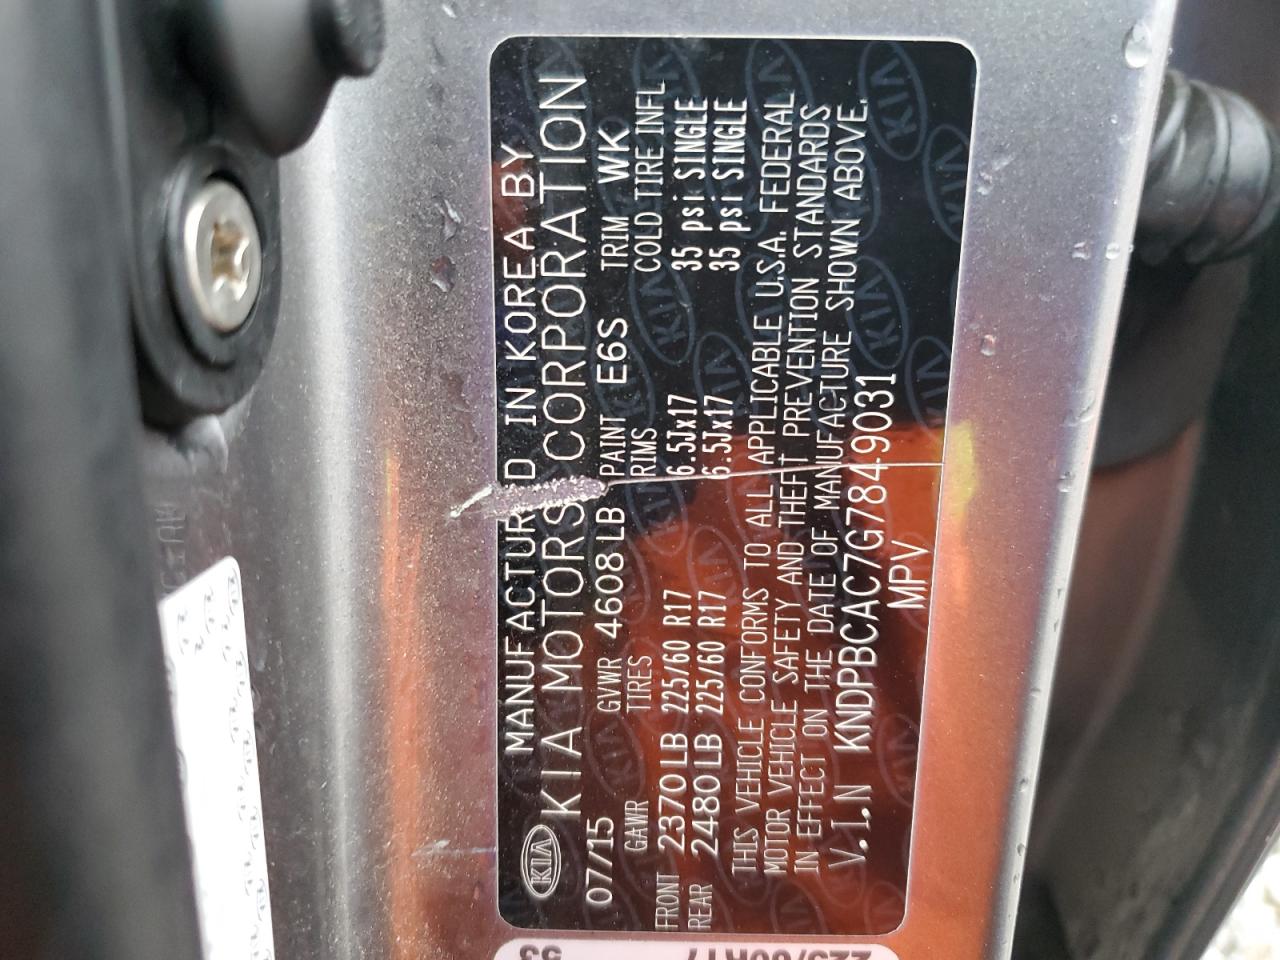 MANUFACTURED IN KOREA BY
KIA KIA MOTORS CORPORATION
07/15 GVWR 4608 LB PAINT E6S TRIM WK
GAWR TIRES RIMS COLD TIRE INFL
FRONT 2370 LB 225/60 R17 6.5Jx17 35 psi SINGLE
REAR 2480 LB 225/60 R17 6.5Jx17 35 psi SINGLE
THIS VEHICLE CONFORMS TO ALL APPLICABLE U.S.A. FEDERAL
MOTOR VEHICLE SAFETY AND THEFT PREVENTION STANDARDS
IN EFFECT ON THE DATE OF MANUFACTURE SHOWN ABOVE.
V.I.N KNDPBCAC7G7849031
MPV